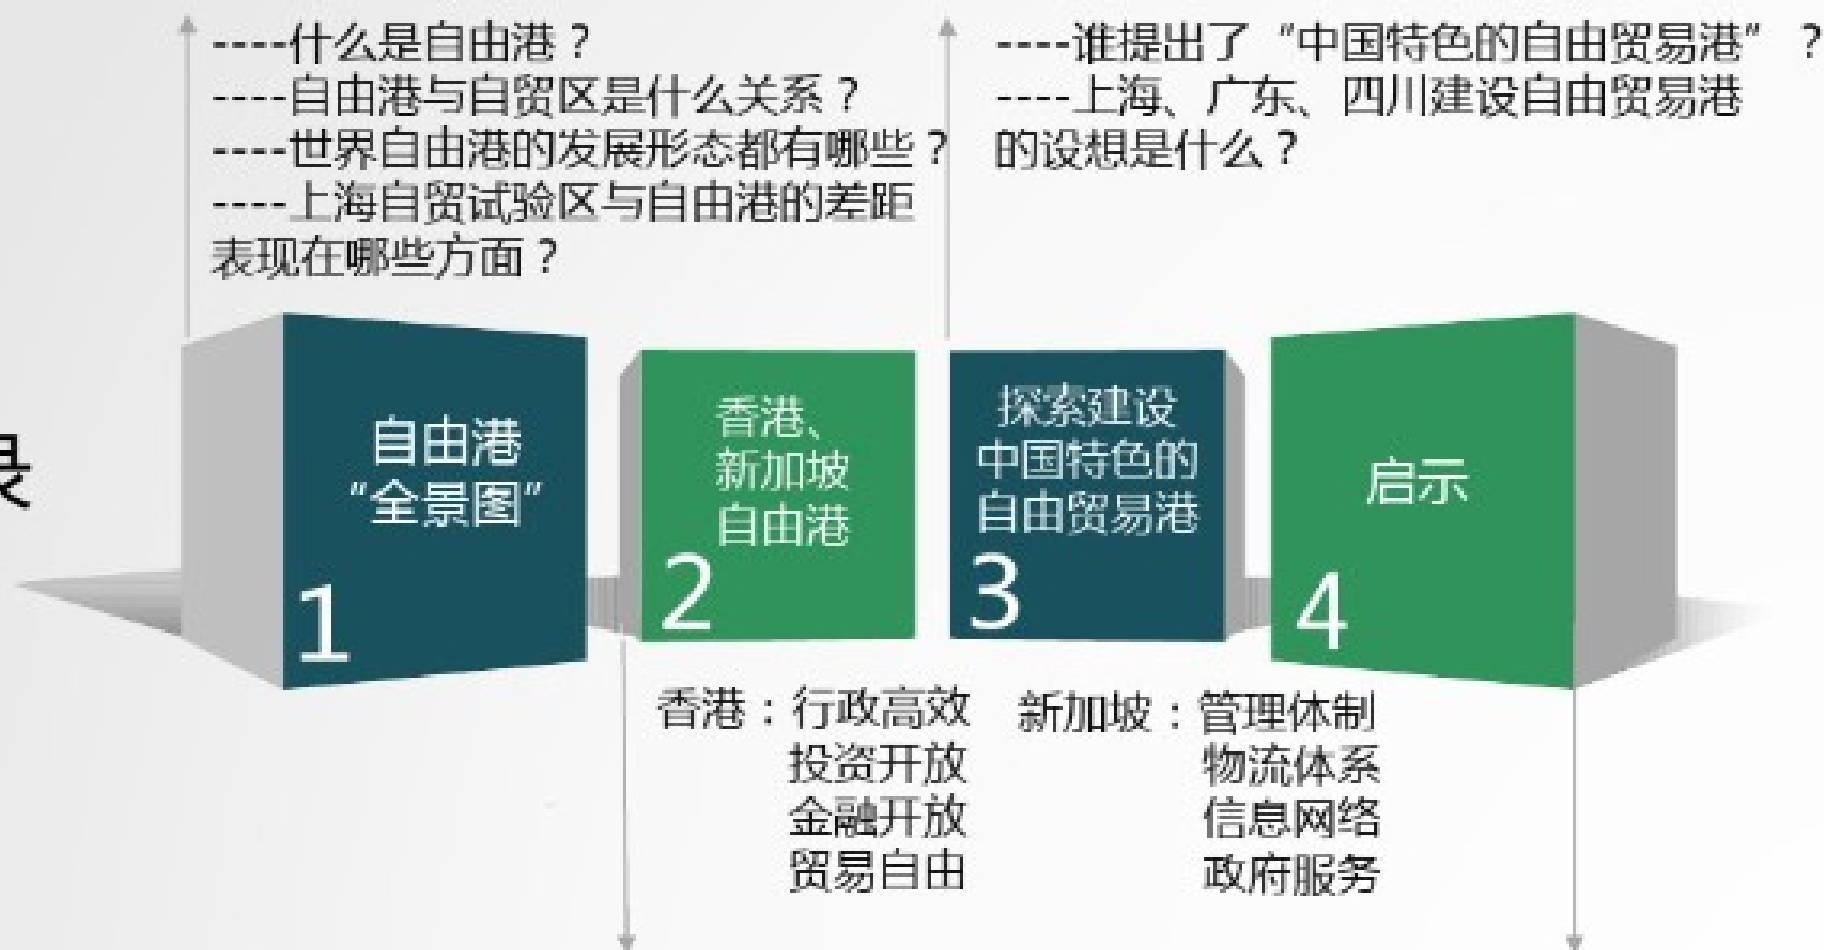 ----什么是自由港？
----自由港与自贸区是什么关系？
----世界自由港的发展形态都有哪些？
----上海自贸试验区与自由港的差距
表现在哪些方面？
----谁提出了“中国特色的自由贸易港”？
----上海、广东、四川建设自由贸易港
的设想是什么？
录
自由港
“全景图”
1
香港、
新加坡
自由港
2
探索建设
中国特色的
自由贸易港
3
启示
4
香港：行政高效
投资开放
金融开放
贸易自由
新加坡：管理体制
物流体系
信息网络
政府服务